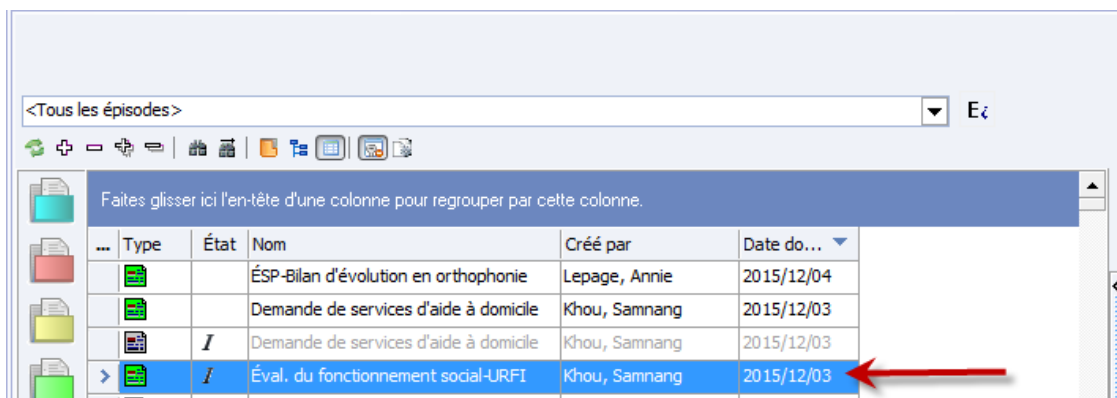 <Tous les épisodes>
E¿
Faites glisser ici l'en-tête d'une colonne pour regrouper par cette colonne.
... Type État Nom Créé par Date do...
ÉSP-Bilan d'évolution en orthophonie Lepage, Annie 2015/12/04
Demande de services d'aide à domicile Khou, Samnang 2015/12/03
I Demande de services d'aide à domicile Khou, Samnang 2015/12/03
> I Éval. du fonctionnement social-URFI Khou, Samnang 2015/12/03